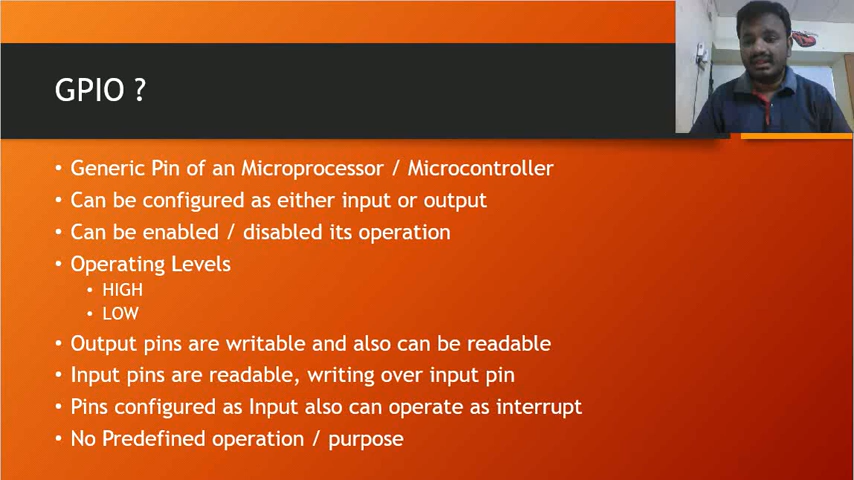 GPIO ?
• Generic Pin of an Microprocessor / Microcontroller
• Can be configured as either input or output
• Can be enabled / disabled its operation
• Operating Levels
• HIGH
• LOW
• Output pins are writable and also can be readable
• Input pins are readable, writing over input pin
• Pins configured as Input also can operate as interrupt
• No Predefined operation / purpose